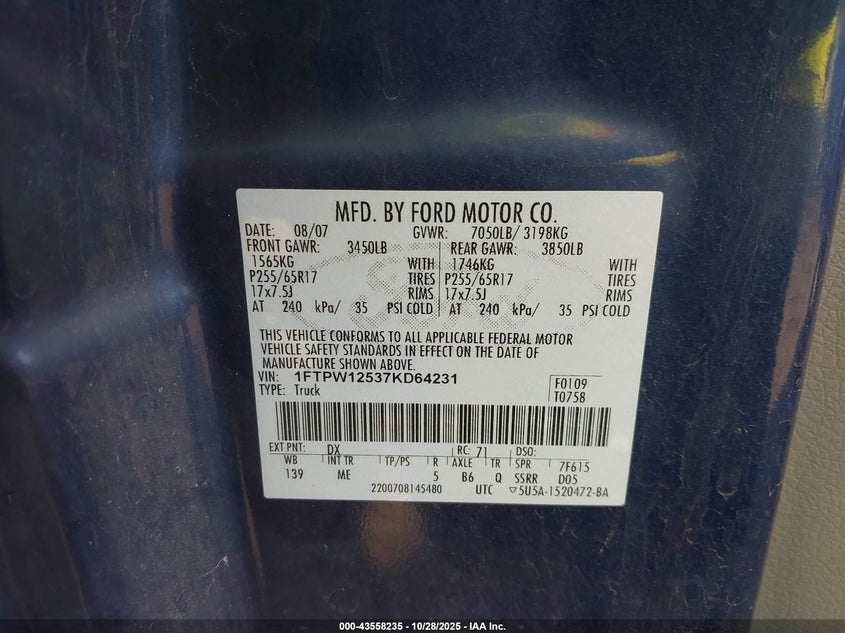 MFD. BY FORD MOTOR CO.
DATE: 08/07 GVWR: 7050LB/ 3198KG
FRONT GAWR: 3450LB REAR GAWR: 3850LB
1565KG WITH 1746KG WITH
P255/65R17 TIRES P255/65R17 TIRES
17x7.5J RIMS 17x7.5J RIMS
AT 240 kPa/ 35 PSI COLD AT 240 kPa/ 35 PSI COLD
THIS VEHICLE CONFORMS TO ALL APPLICABLE FEDERAL MOTOR
VEHICLE SAFETY STANDARDS IN EFFECT ON THE DATE OF
MANUFACTURE SHOWN ABOVE.
VIN: 1FTPW12537KD64231
TYPE: Truck
F0109
T0758
EXT PNT: DX RC: 71 DSO:
WB INT TR TP/PS R AXLE TR SPR 7F615
139 ME 5 B6 Q SSRR D05
2200708145480 UTC ▽5U5A-1520472-BA
000-43558235 | 10/28/2025 - IAA Inc.